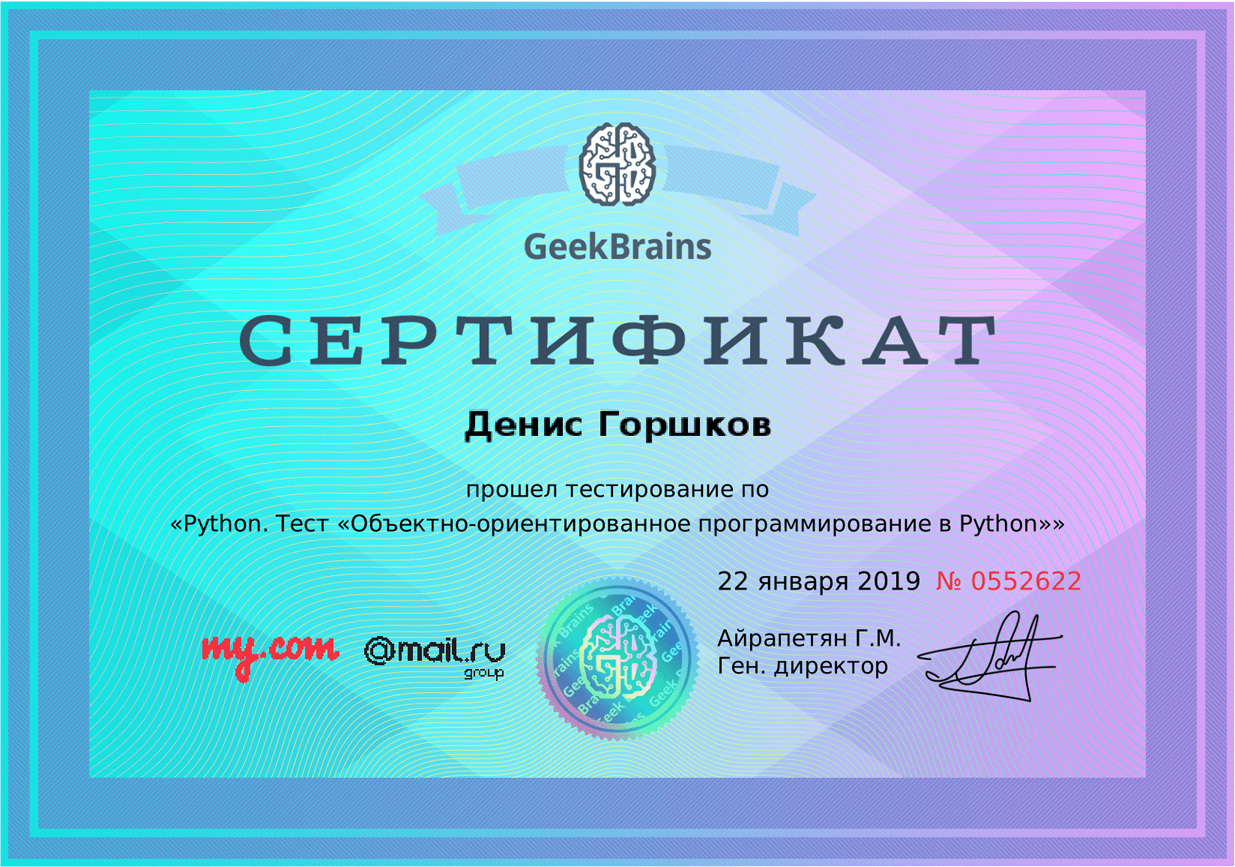 GeekBrains
СЕРТИФИКАТ
Денис Горшков
прошел тестирование по
«Python. Тест «Объектно-ориентированное программирование в Python»»
22 января 2019 № 0552622
my.com @mail.ru group
Айрапетян Г.М.
Ген. директор